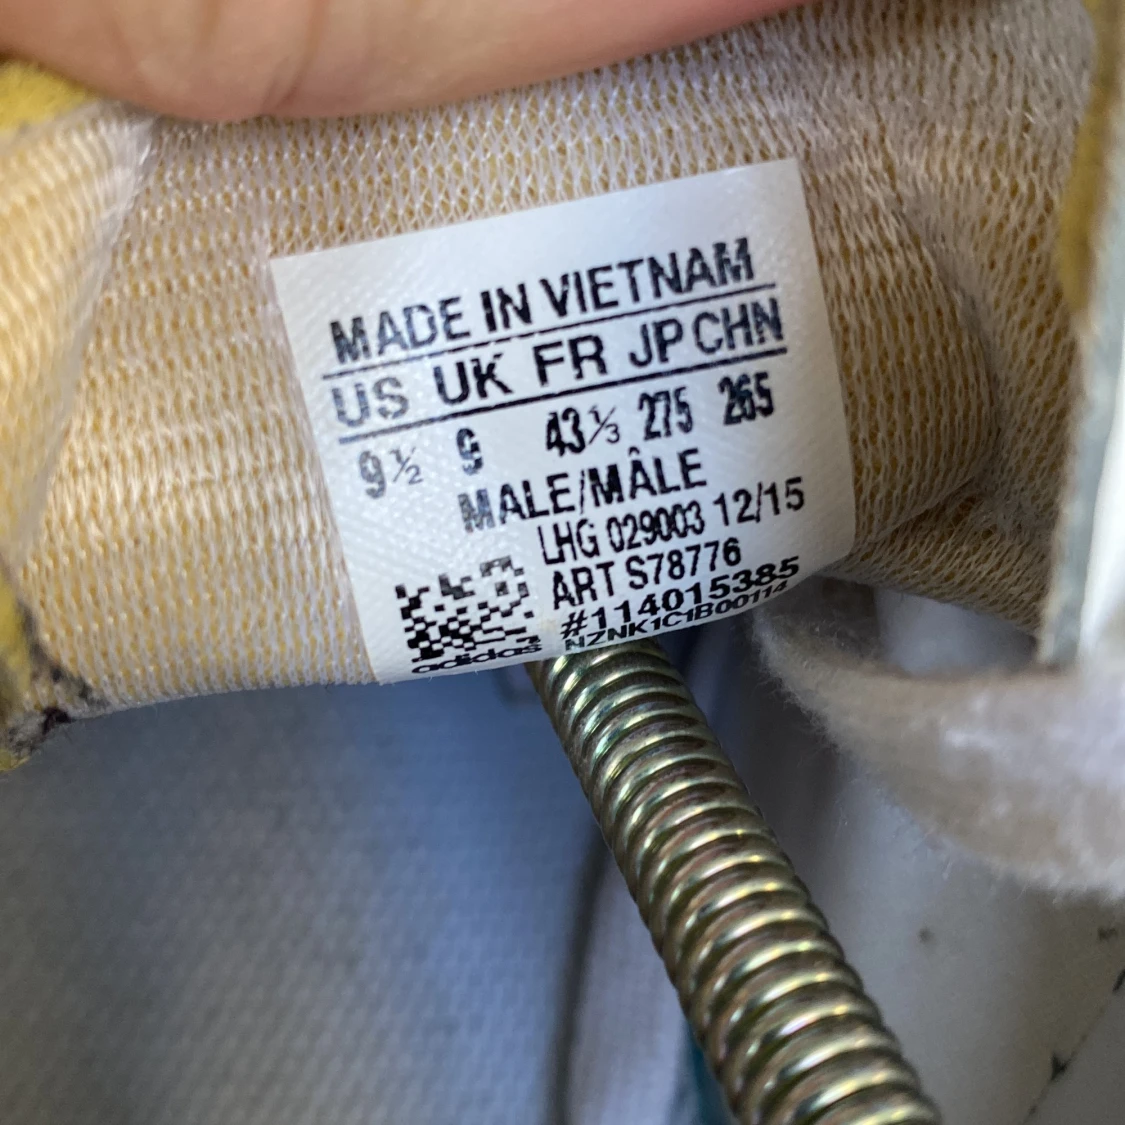 MADE IN VIETNAM
US UK FR JP CHN
9½ 9 43⅓ 275 265
MALE/MÂLE
LHG 029003 12/15
ART S78776
#114015385
NZNK1C1B00114
adidas